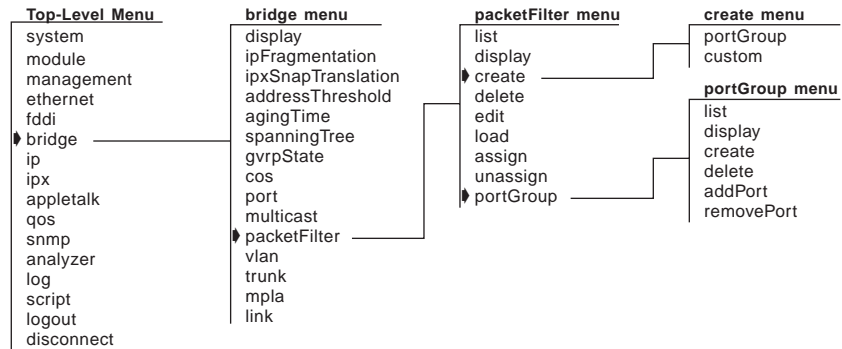 Top-Level Menu
system
module
management
ethernet
fddi
bridge
ip
ipx
appletalk
qos
snmp
analyzer
log
script
logout
disconnect
bridge menu
display
ipFragmentation
ipxSnapTranslation
addressThreshold
agingTime
spanningTree
gvrpState
cos
port
multicast
packetFilter
vlan
trunk
mpla
link
packetFilter menu
list
display
create
delete
edit
load
assign
unassign
portGroup
create menu
portGroup
custom
portGroup menu
list
display
create
delete
addPort
removePort